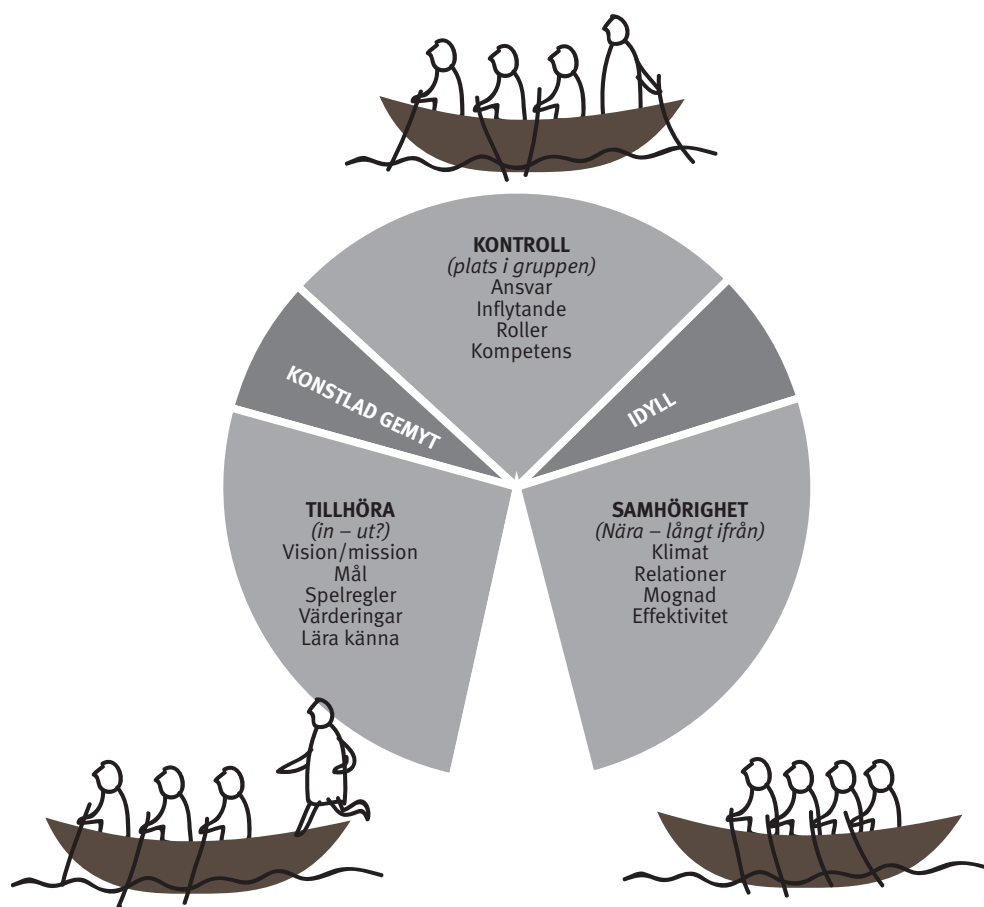 KONTROLL
(plats i gruppen)
Ansvar
Inflytande
Roller
Kompetens
KONSTLAD GEMYT
IDYLL
TILLHÖRA
(in – ut?)
Vision/mission
Mål
Spelregler
Värderingar
Lära känna
SAMHÖRIGHET
(Nära – långt ifrån)
Klimat
Relationer
Mognad
Effektivitet